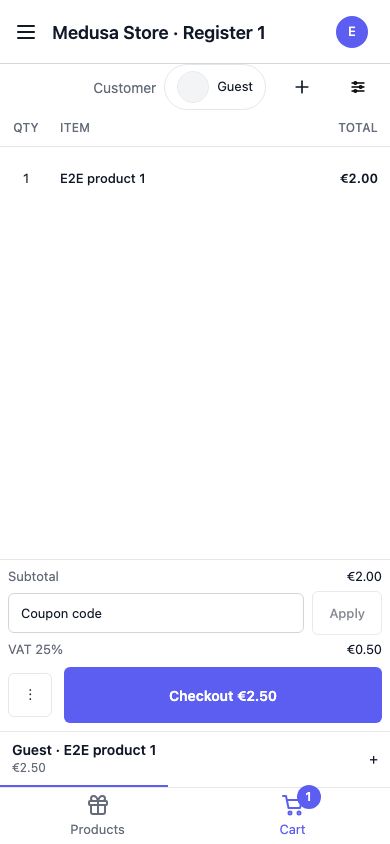 Medusa Store · Register 1
E
Customer
Guest
QTY ITEM TOTAL
1 E2E product 1 €2.00
Subtotal €2.00
Coupon code Apply
VAT 25% €0.50
Checkout €2.50
Guest · E2E product 1
€2.50
1
Products Cart